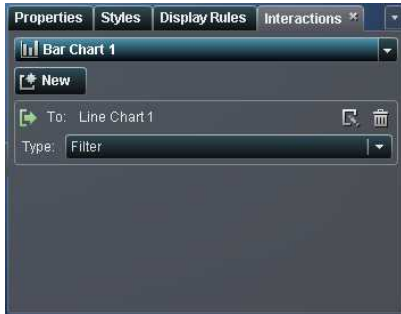 Properties Styles Display Rules Interactions
Bar Chart 1
New
To: Line Chart 1
Type: Filter